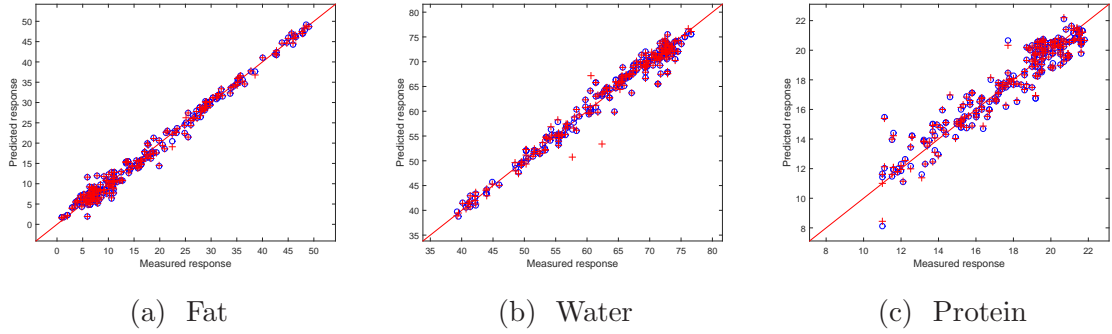 50
45
40
35
30
25
20
15
10
5
0
Predicted response
0 5 10 15 20 25 30 35 40 45 50
Measured response
(a) Fat
80
75
70
65
60
55
50
45
40
35
Predicted response
35 40 45 50 55 60 65 70 75 80
Measured response
(b) Water
22
20
18
16
14
12
10
8
Predicted response
8 10 12 14 16 18 20 22
Measured response
(c) Protein